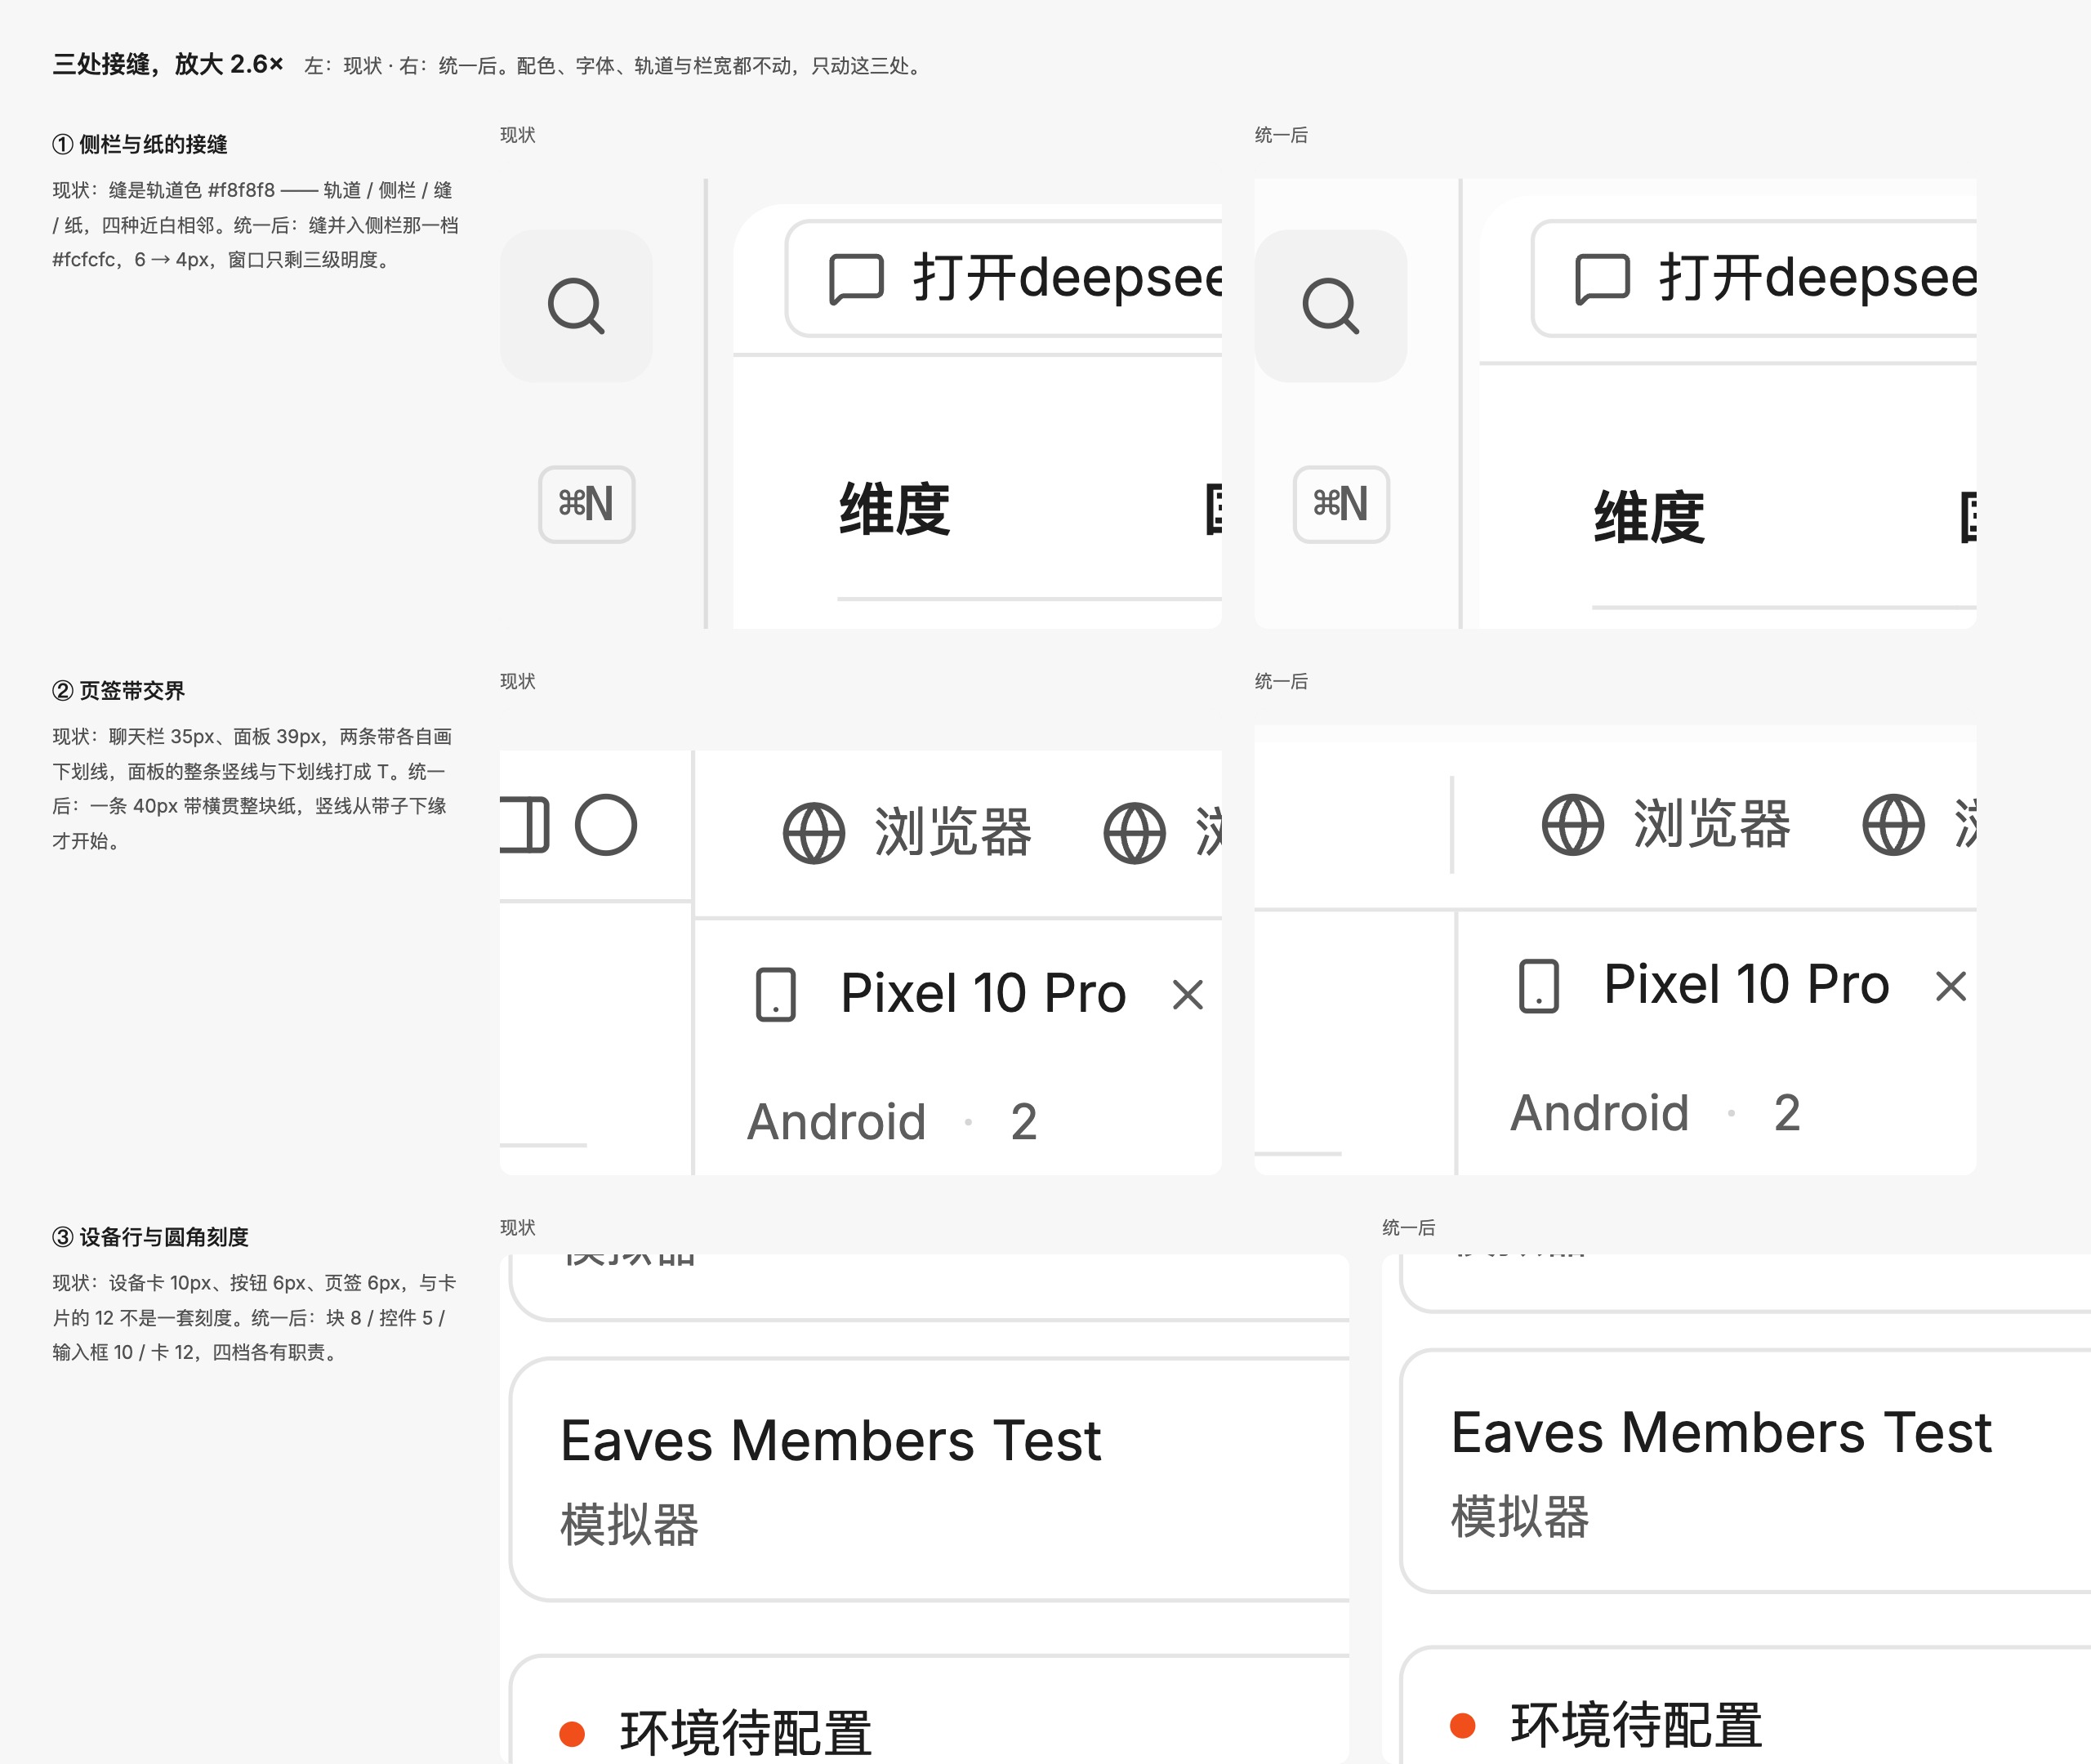 三处接缝，放大 2.6× 左：现状 · 右：统一后。配色、字体、轨道与栏宽都不动，只动这三处。
① 侧栏与纸的接缝
现状：缝是轨道色 #f8f8f8 —— 轨道 / 侧栏 / 缝
/ 纸，四种近白相邻。统一后：缝并入侧栏那一档
#fcfcfc，6 → 4px，窗口只剩三级明度。
现状
打开deepsee
⌘N
维度
统一后
打开deepsee
⌘N
维度
② 页签带交界
现状：聊天栏 35px、面板 39px，两条带各自画
下划线，面板的整条竖线与下划线打成 T。统一
后：一条 40px 带横贯整块纸，竖线从带子下缘
才开始。
现状
浏览器
Pixel 10 Pro
Android · 2
统一后
浏览器
Pixel 10 Pro
Android · 2
③ 设备行与圆角刻度
现状：设备卡 10px、按钮 6px、页签 6px，与卡
片的 12 不是一套刻度。统一后：块 8 / 控件 5 /
输入框 10 / 卡 12，四档各有职责。
现状
模拟器
Eaves Members Test
模拟器
环境待配置
统一后
Eaves Members Test
模拟器
环境待配置